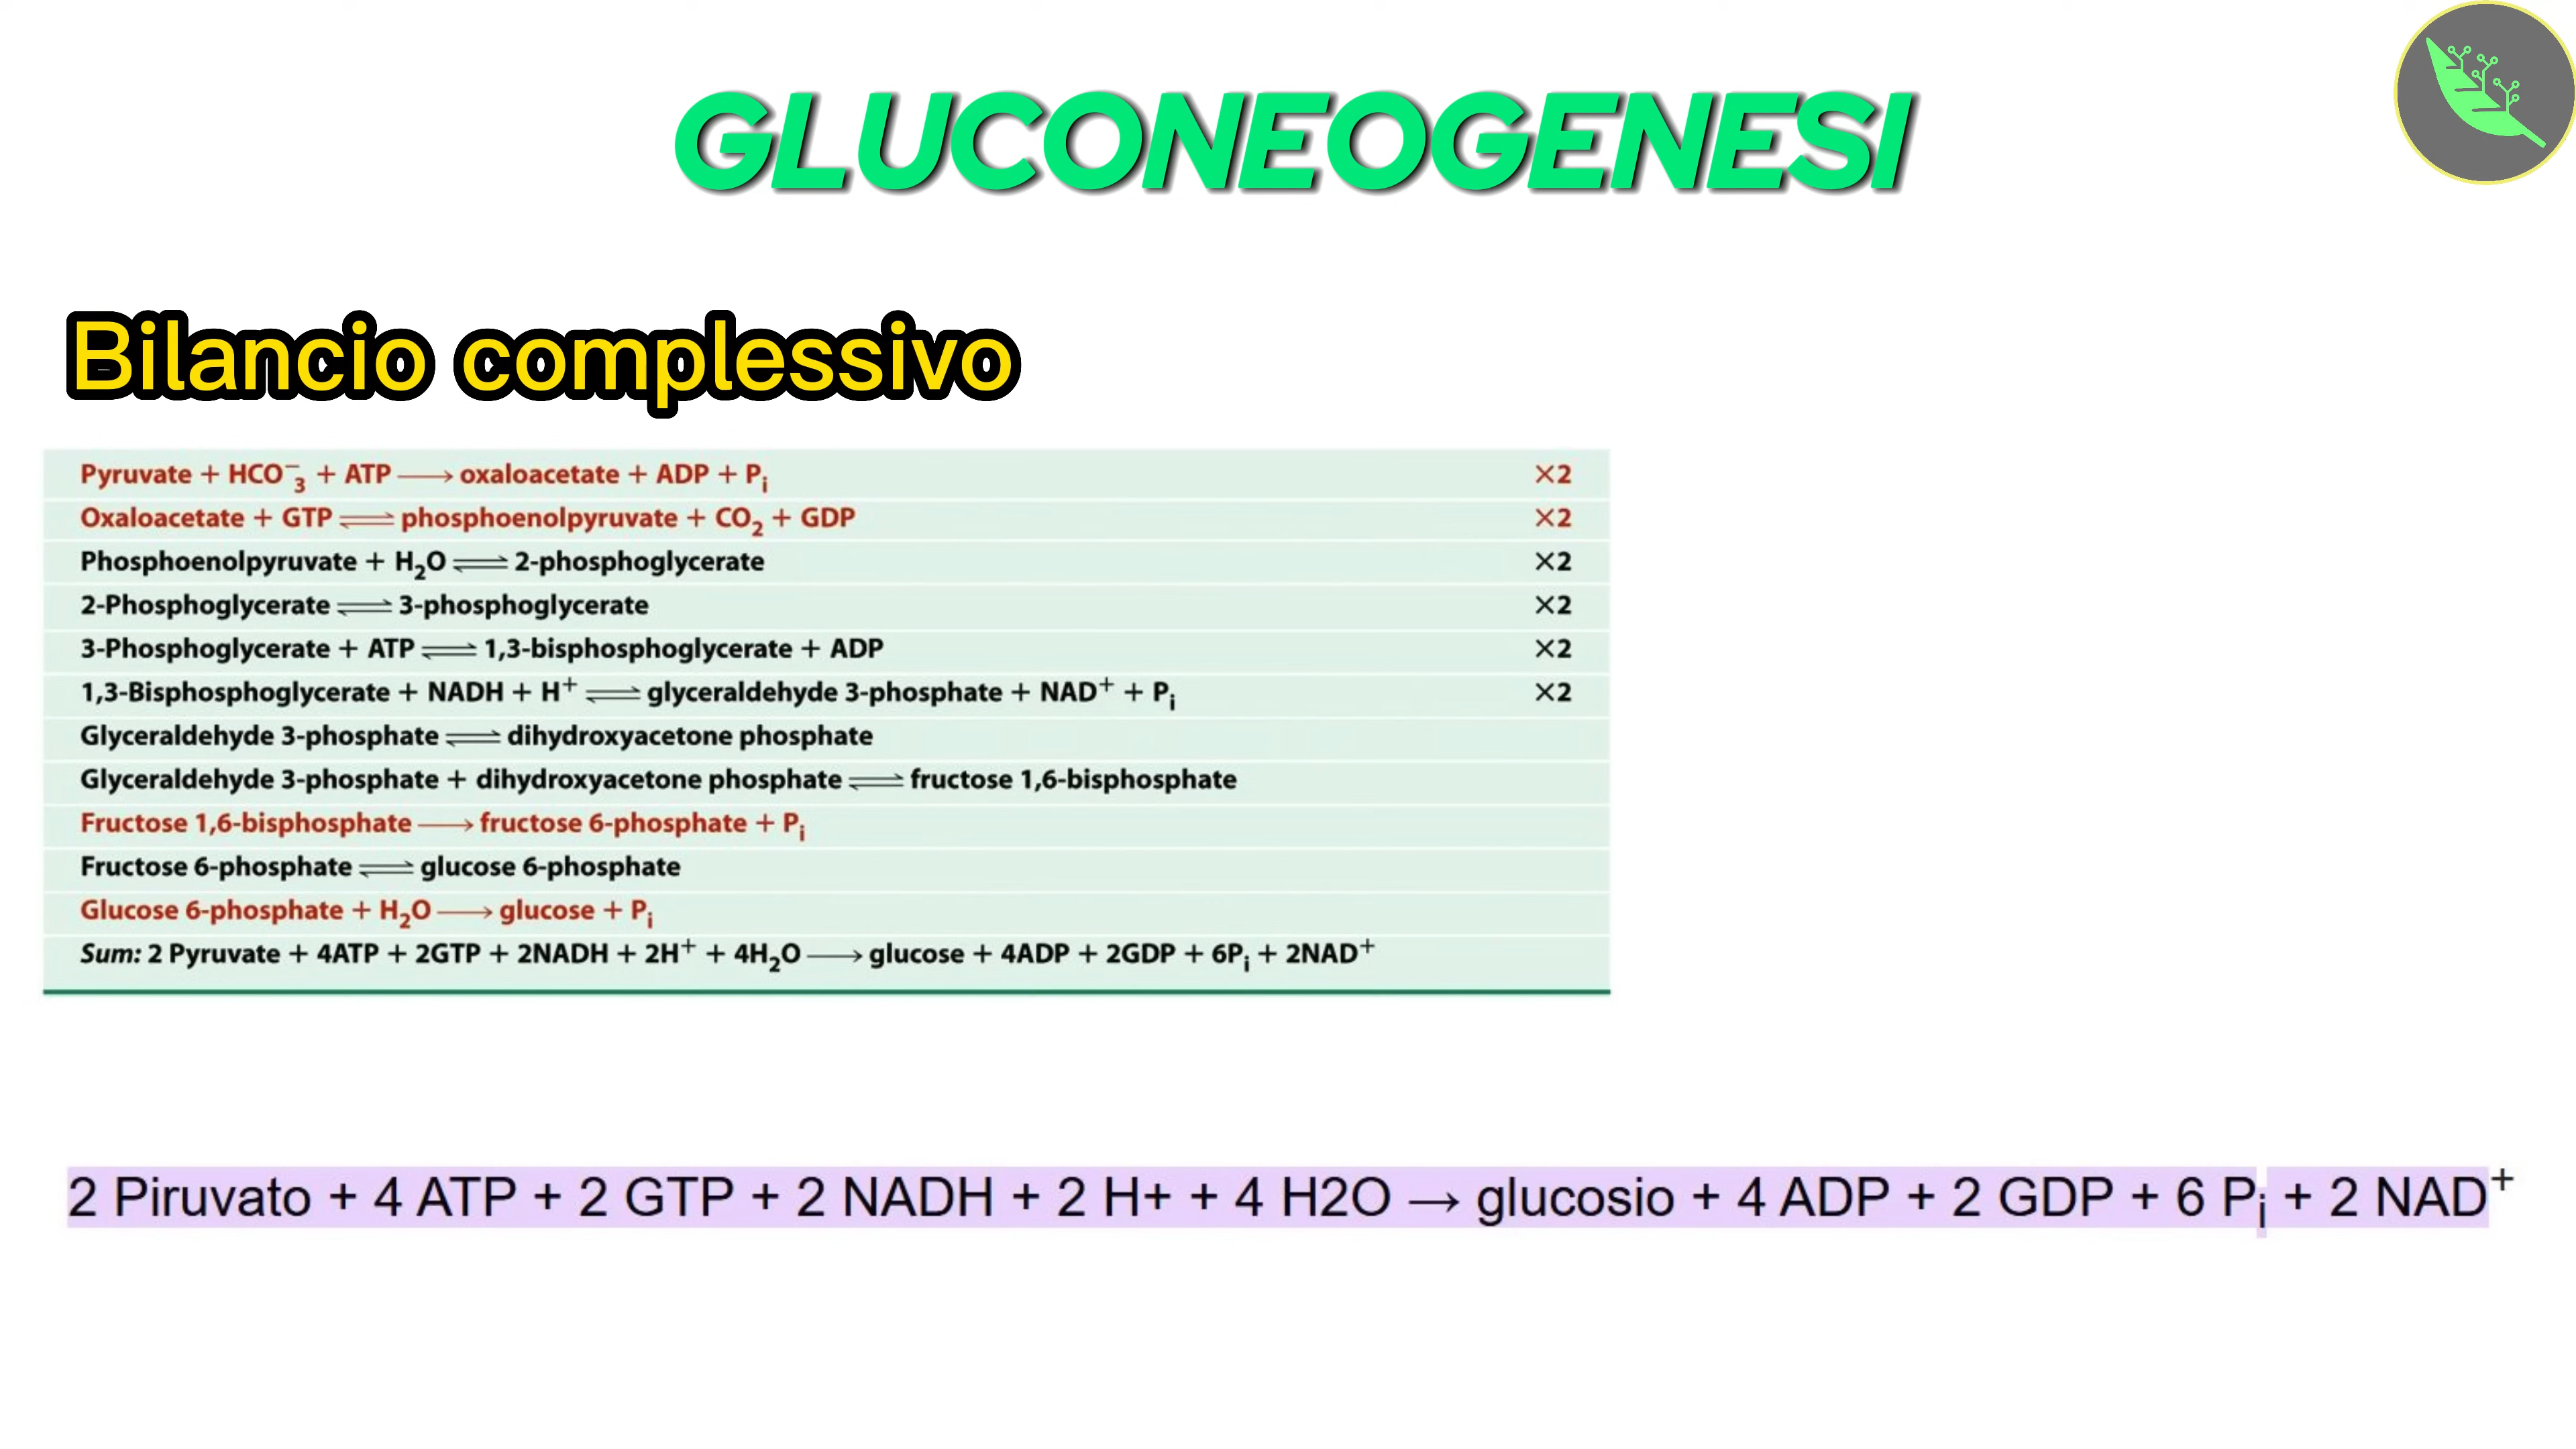 GLUCONEOGENESI
Bilancio complessivo
Pyruvate + HCO₃⁻ + ATP ⟶ oxaloacetate + ADP + Pᵢ ×2
Oxaloacetate + GTP ⇌ phosphoenolpyruvate + CO₂ + GDP ×2
Phosphoenolpyruvate + H₂O ⇌ 2-phosphoglycerate ×2
2-Phosphoglycerate ⇌ 3-phosphoglycerate ×2
3-Phosphoglycerate + ATP ⇌ 1,3-bisphosphoglycerate + ADP ×2
1,3-Bisphosphoglycerate + NADH + H⁺ ⇌ glyceraldehyde 3-phosphate + NAD⁺ + Pᵢ ×2
Glyceraldehyde 3-phosphate ⇌ dihydroxyacetone phosphate
Glyceraldehyde 3-phosphate + dihydroxyacetone phosphate ⇌ fructose 1,6-bisphosphate
Fructose 1,6-bisphosphate ⟶ fructose 6-phosphate + Pᵢ
Fructose 6-phosphate ⇌ glucose 6-phosphate
Glucose 6-phosphate + H₂O ⟶ glucose + Pᵢ
Sum: 2 Pyruvate + 4ATP + 2GTP + 2NADH + 2H⁺ + 4H₂O ⟶ glucose + 4ADP + 2GDP + 6Pᵢ + 2NAD⁺
2 Piruvato + 4 ATP + 2 GTP + 2 NADH + 2 H+ + 4 H2O → glucosio + 4 ADP + 2 GDP + 6 Pᵢ + 2 NAD⁺